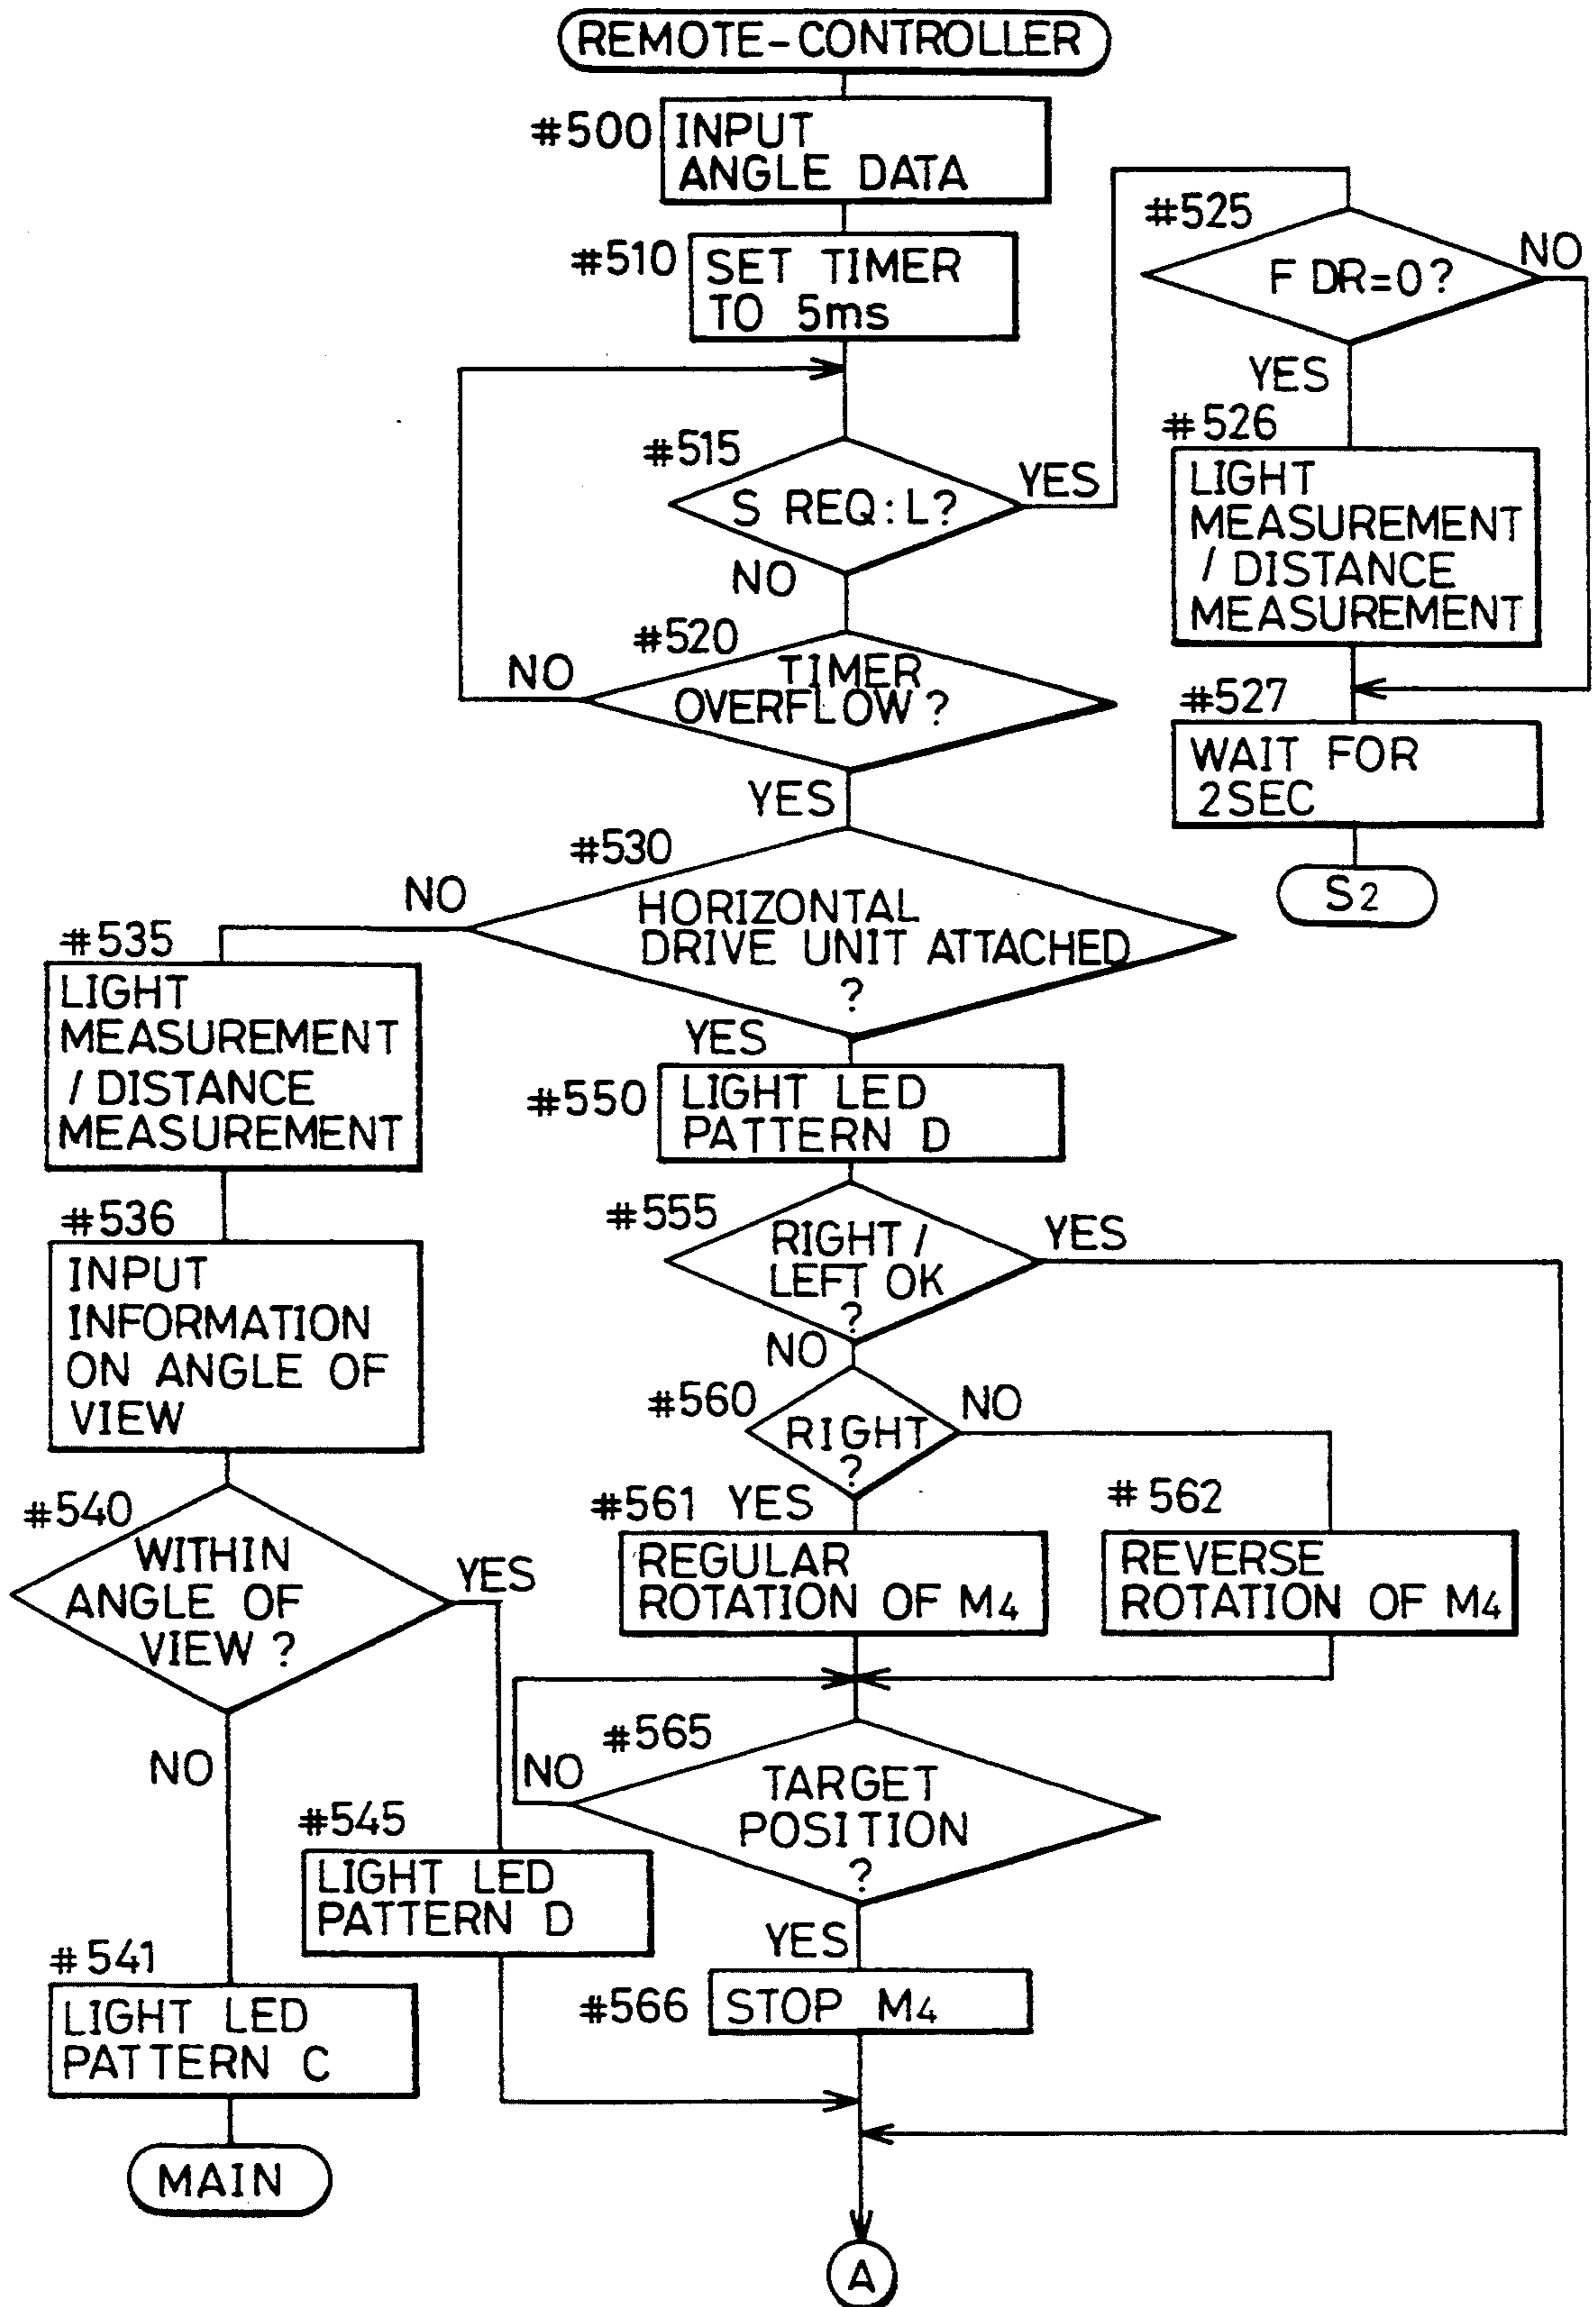 REMOTE-CONTROLLER
#500
INPUT
ANGLE DATA
#510
SET TIMER
TO 5ms
#515
S REQ:L?
YES
NO
#520
TIMER
OVERFLOW?
NO
YES
#525
F DR=0?
NO
YES
#526
LIGHT
MEASUREMENT
/ DISTANCE
MEASUREMENT
#527
WAIT FOR
2SEC
S2
#530
HORIZONTAL
DRIVE UNIT ATTACHED
?
NO
YES
#535
LIGHT
MEASUREMENT
/ DISTANCE
MEASUREMENT
#536
INPUT
INFORMATION
ON ANGLE OF
VIEW
#540
WITHIN
ANGLE OF
VIEW?
YES
NO
#541
LIGHT LED
PATTERN C
MAIN
#545
LIGHT LED
PATTERN D
#550
LIGHT LED
PATTERN D
#555
RIGHT /
LEFT OK
?
YES
NO
#560
RIGHT
?
NO
#561 YES
REGULAR
ROTATION OF M4
#562
REVERSE
ROTATION OF M4
#565
TARGET
POSITION
?
NO
YES
#566
STOP M4
A